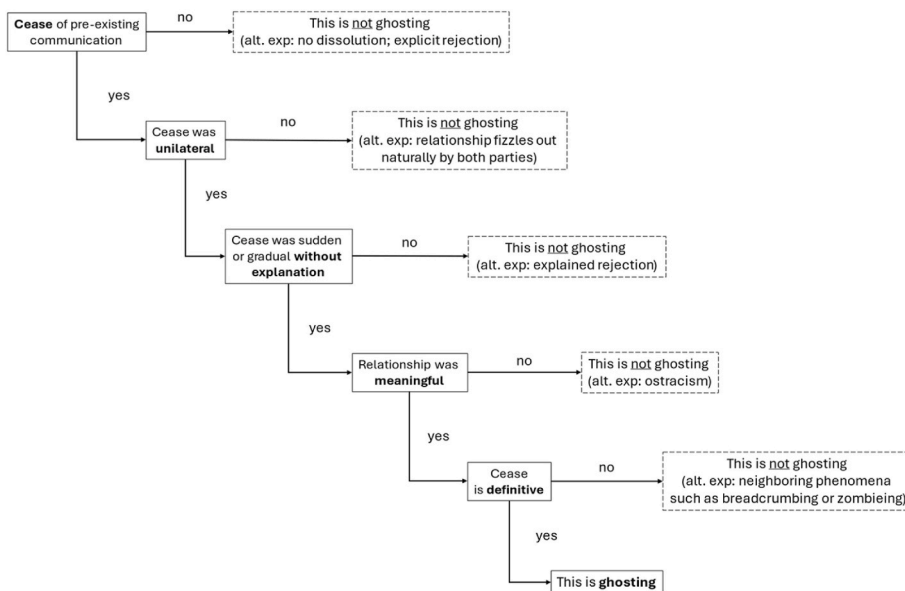 Cease of pre-existing
communication
no
This is not ghosting
(alt. exp: no dissolution; explicit rejection)
yes
Cease was
unilateral
no
This is not ghosting
(alt. exp: relationship fizzles out
naturally by both parties)
yes
Cease was sudden
or gradual without
explanation
no
This is not ghosting
(alt. exp: explained rejection)
yes
Relationship was
meaningful
no
This is not ghosting
(alt. exp: ostracism)
yes
Cease
is definitive
no
This is not ghosting
(alt. exp: neighboring phenomena
such as breadcrumbing or zombieing)
yes
This is ghosting